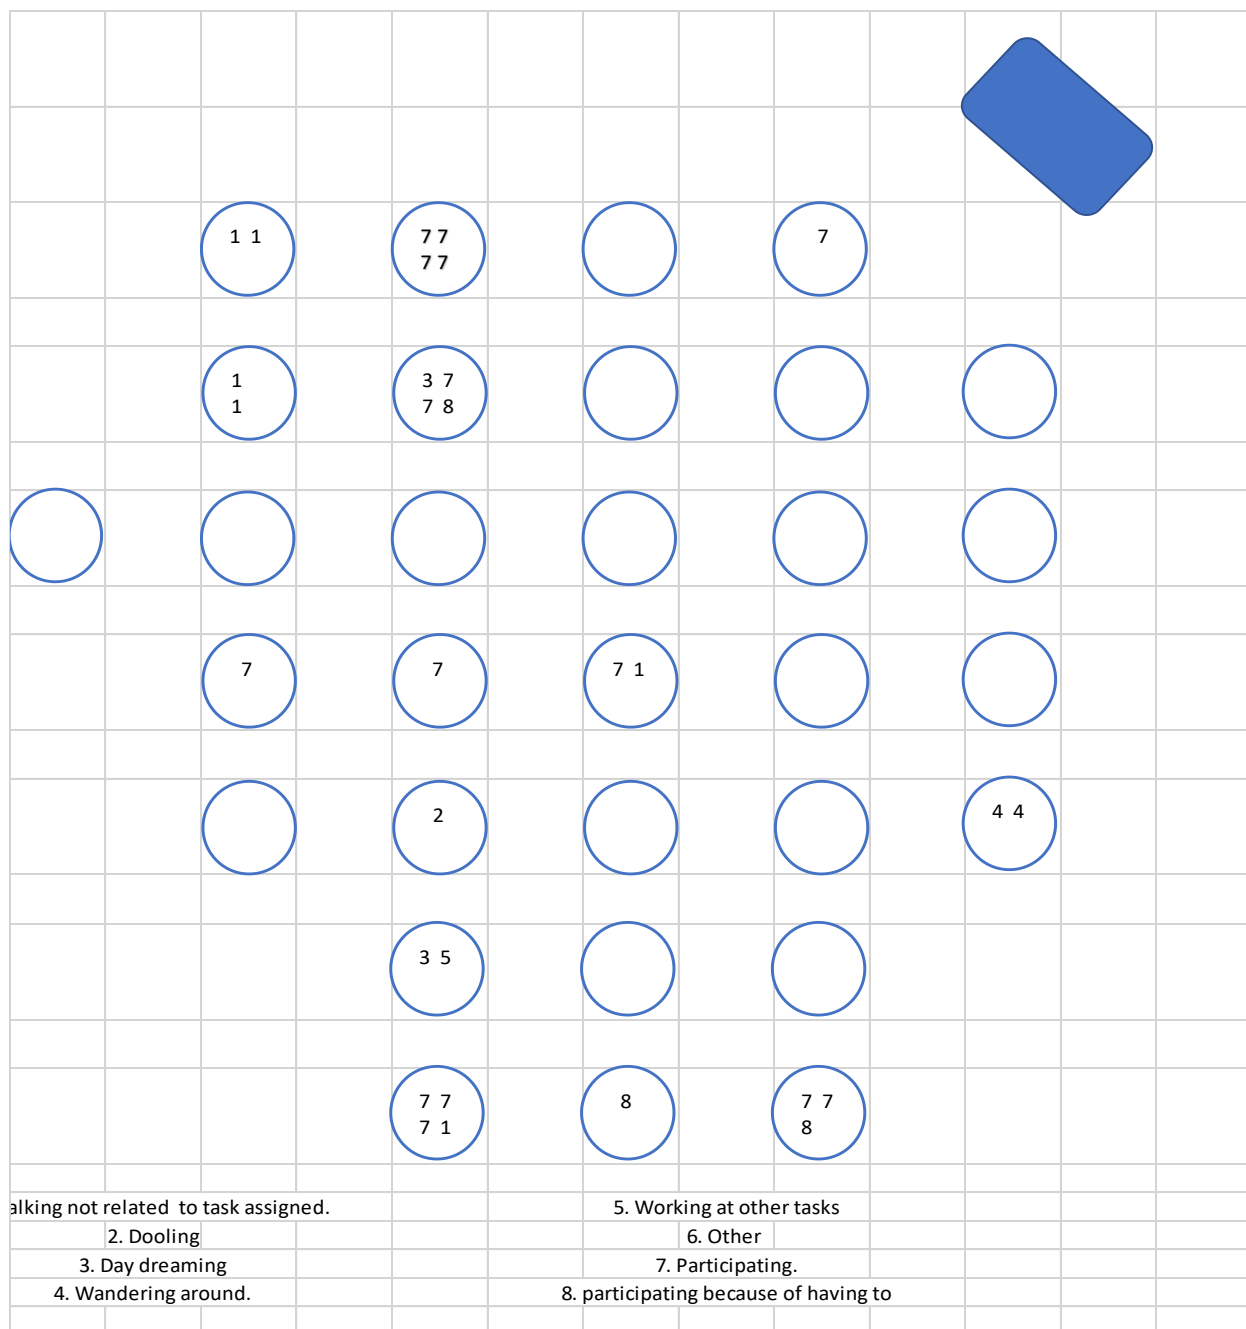 1 1
7 7
7 7
7
1
1
3 7
7 8
7
7
7 1
2
4 4
3 5
7 7
7 1
8
7 7
8
alking not related to task assigned.
5. Working at other tasks
2. Dooling
6. Other
3. Day dreaming
7. Participating.
4. Wandering around.
8. participating because of having to